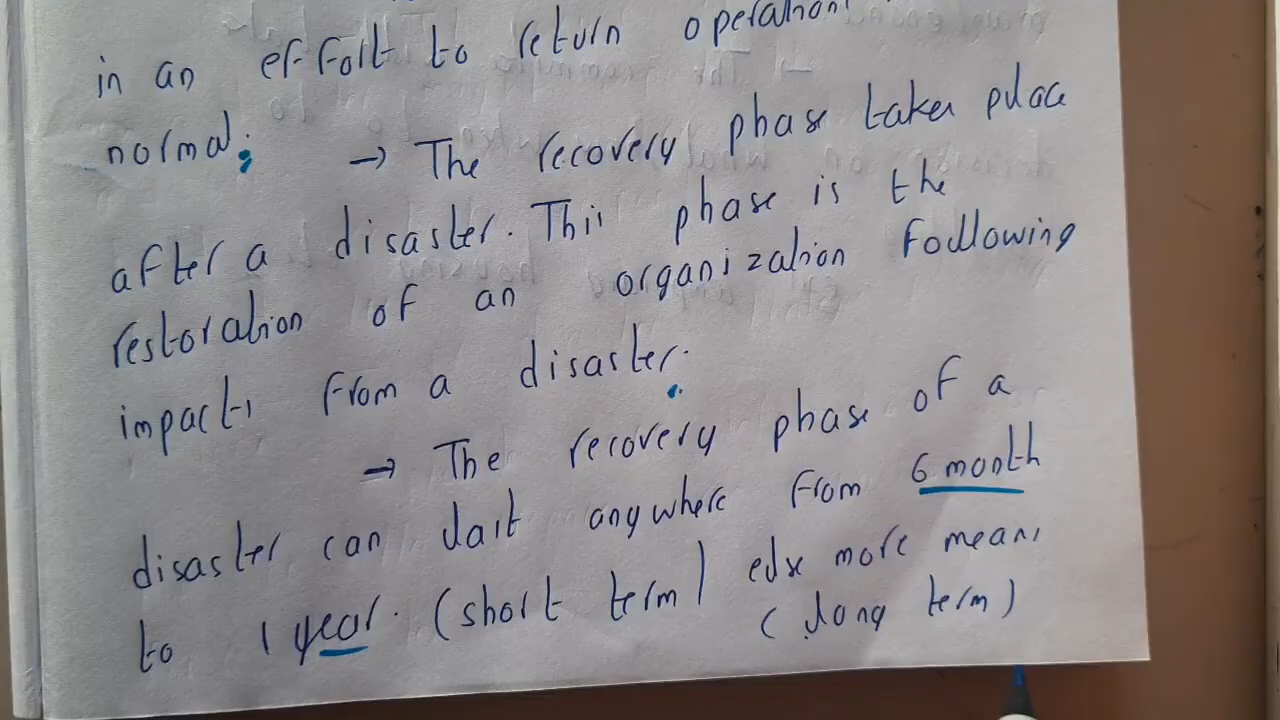 in an effort to return operation
normal. → The recovery phase takes place
after a disaster. This phase is the
restoration of an organization following
impacts from a disaster.
→ The recovery phase of a
disaster can last anywhere from 6 month
to 1 year. (short term) else more means
(long term)